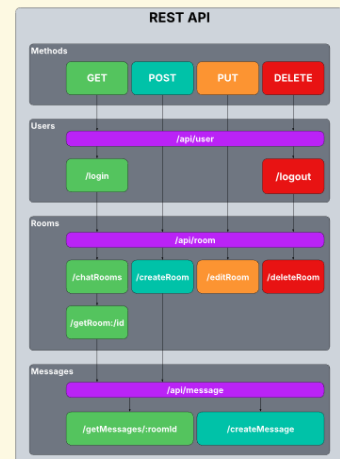 REST API
Methods
GET POST PUT DELETE
Users
/api/user
/login /logout
Rooms
/api/room
/chatRooms /createRoom /editRoom /deleteRoom
/getRoom:/id
Messages
/api/message
/getMessages/:roomId /createMessage